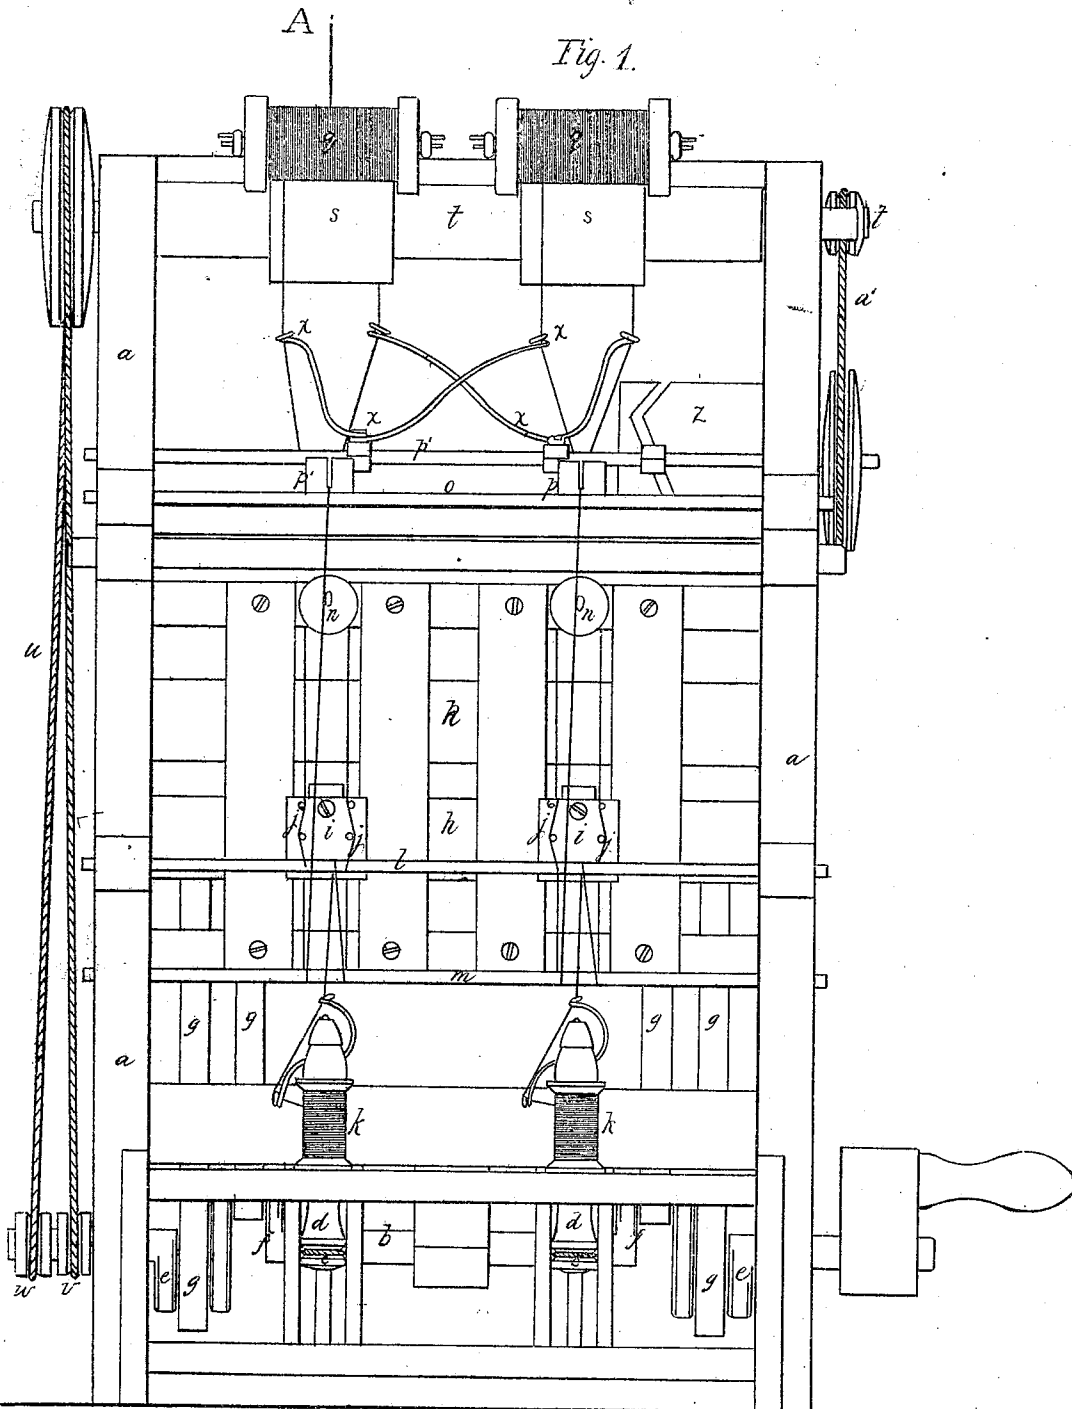 A
Fig. 1.
q q
s t s t
a'
x x
a z
x x
p' p' p
o
n n
u
k
a
j i j h j i j
l
m
g g g g
a
k k
d b d
f f
e e
e g g e
w v